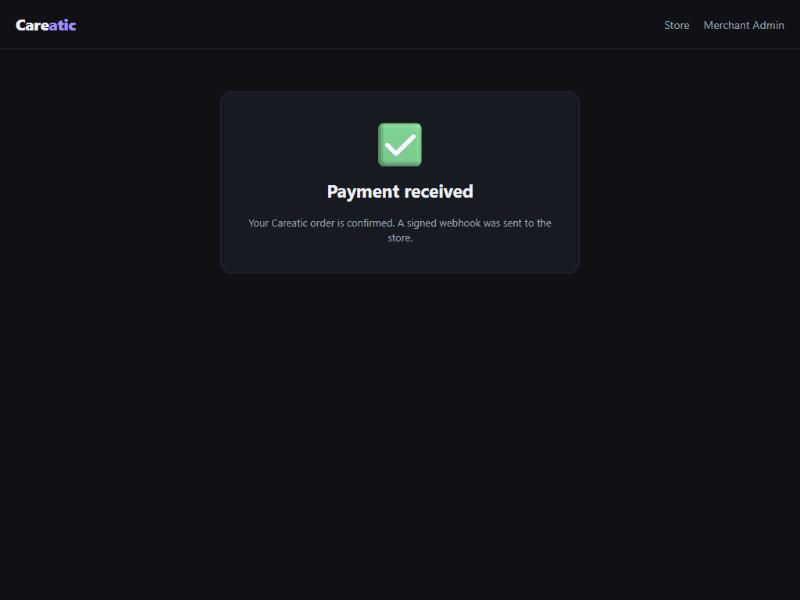 Careatic
Store
Merchant Admin
Payment received
Your Careatic order is confirmed. A signed webhook was sent to the
store.